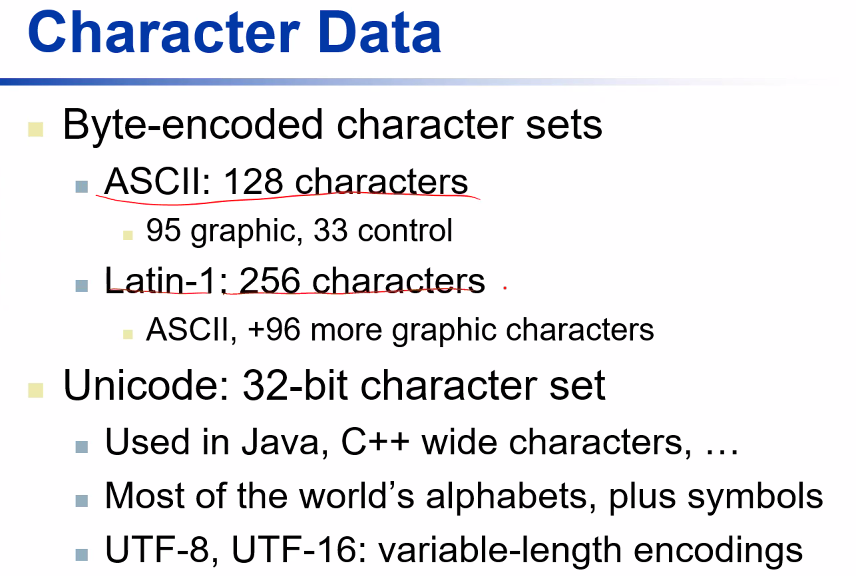 Character Data
Byte-encoded character sets
ASCII: 128 characters
95 graphic, 33 control
Latin-1: 256 characters
ASCII, +96 more graphic characters
Unicode: 32-bit character set
Used in Java, C++ wide characters, …
Most of the world’s alphabets, plus symbols
UTF-8, UTF-16: variable-length encodings